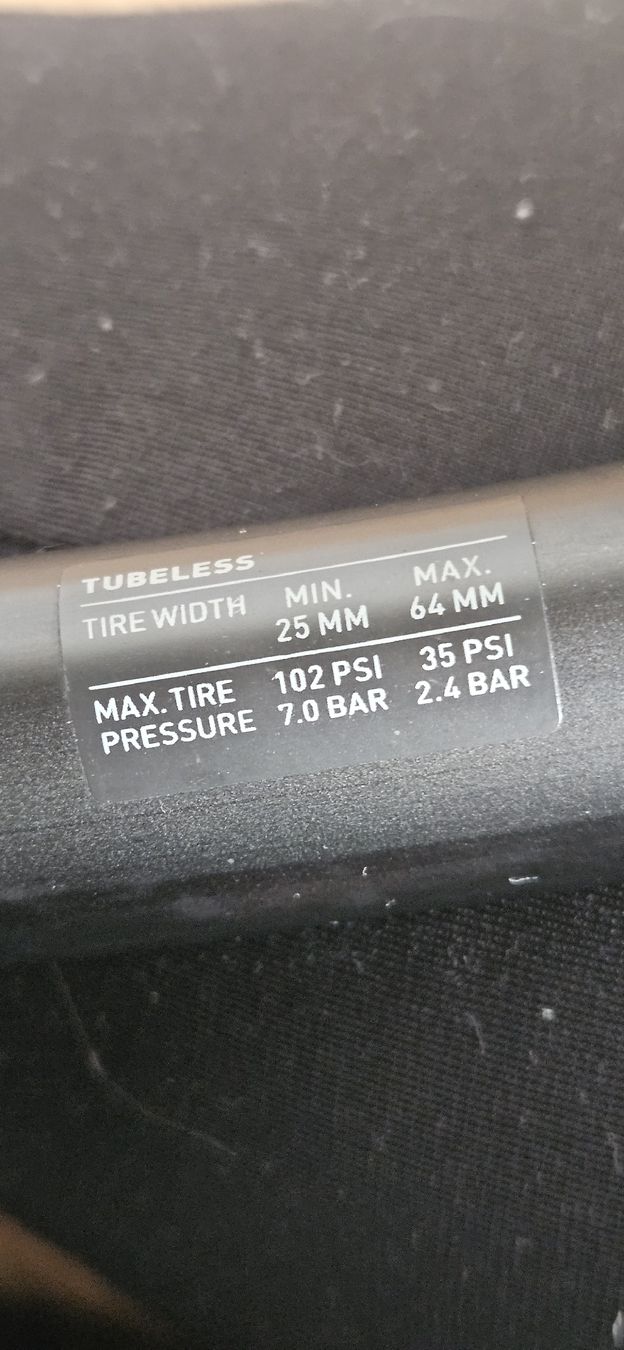 TUBELESS
TIRE WIDTH MIN. 25 MM MAX. 64 MM
MAX. TIRE PRESSURE 102 PSI 7.0 BAR 35 PSI 2.4 BAR